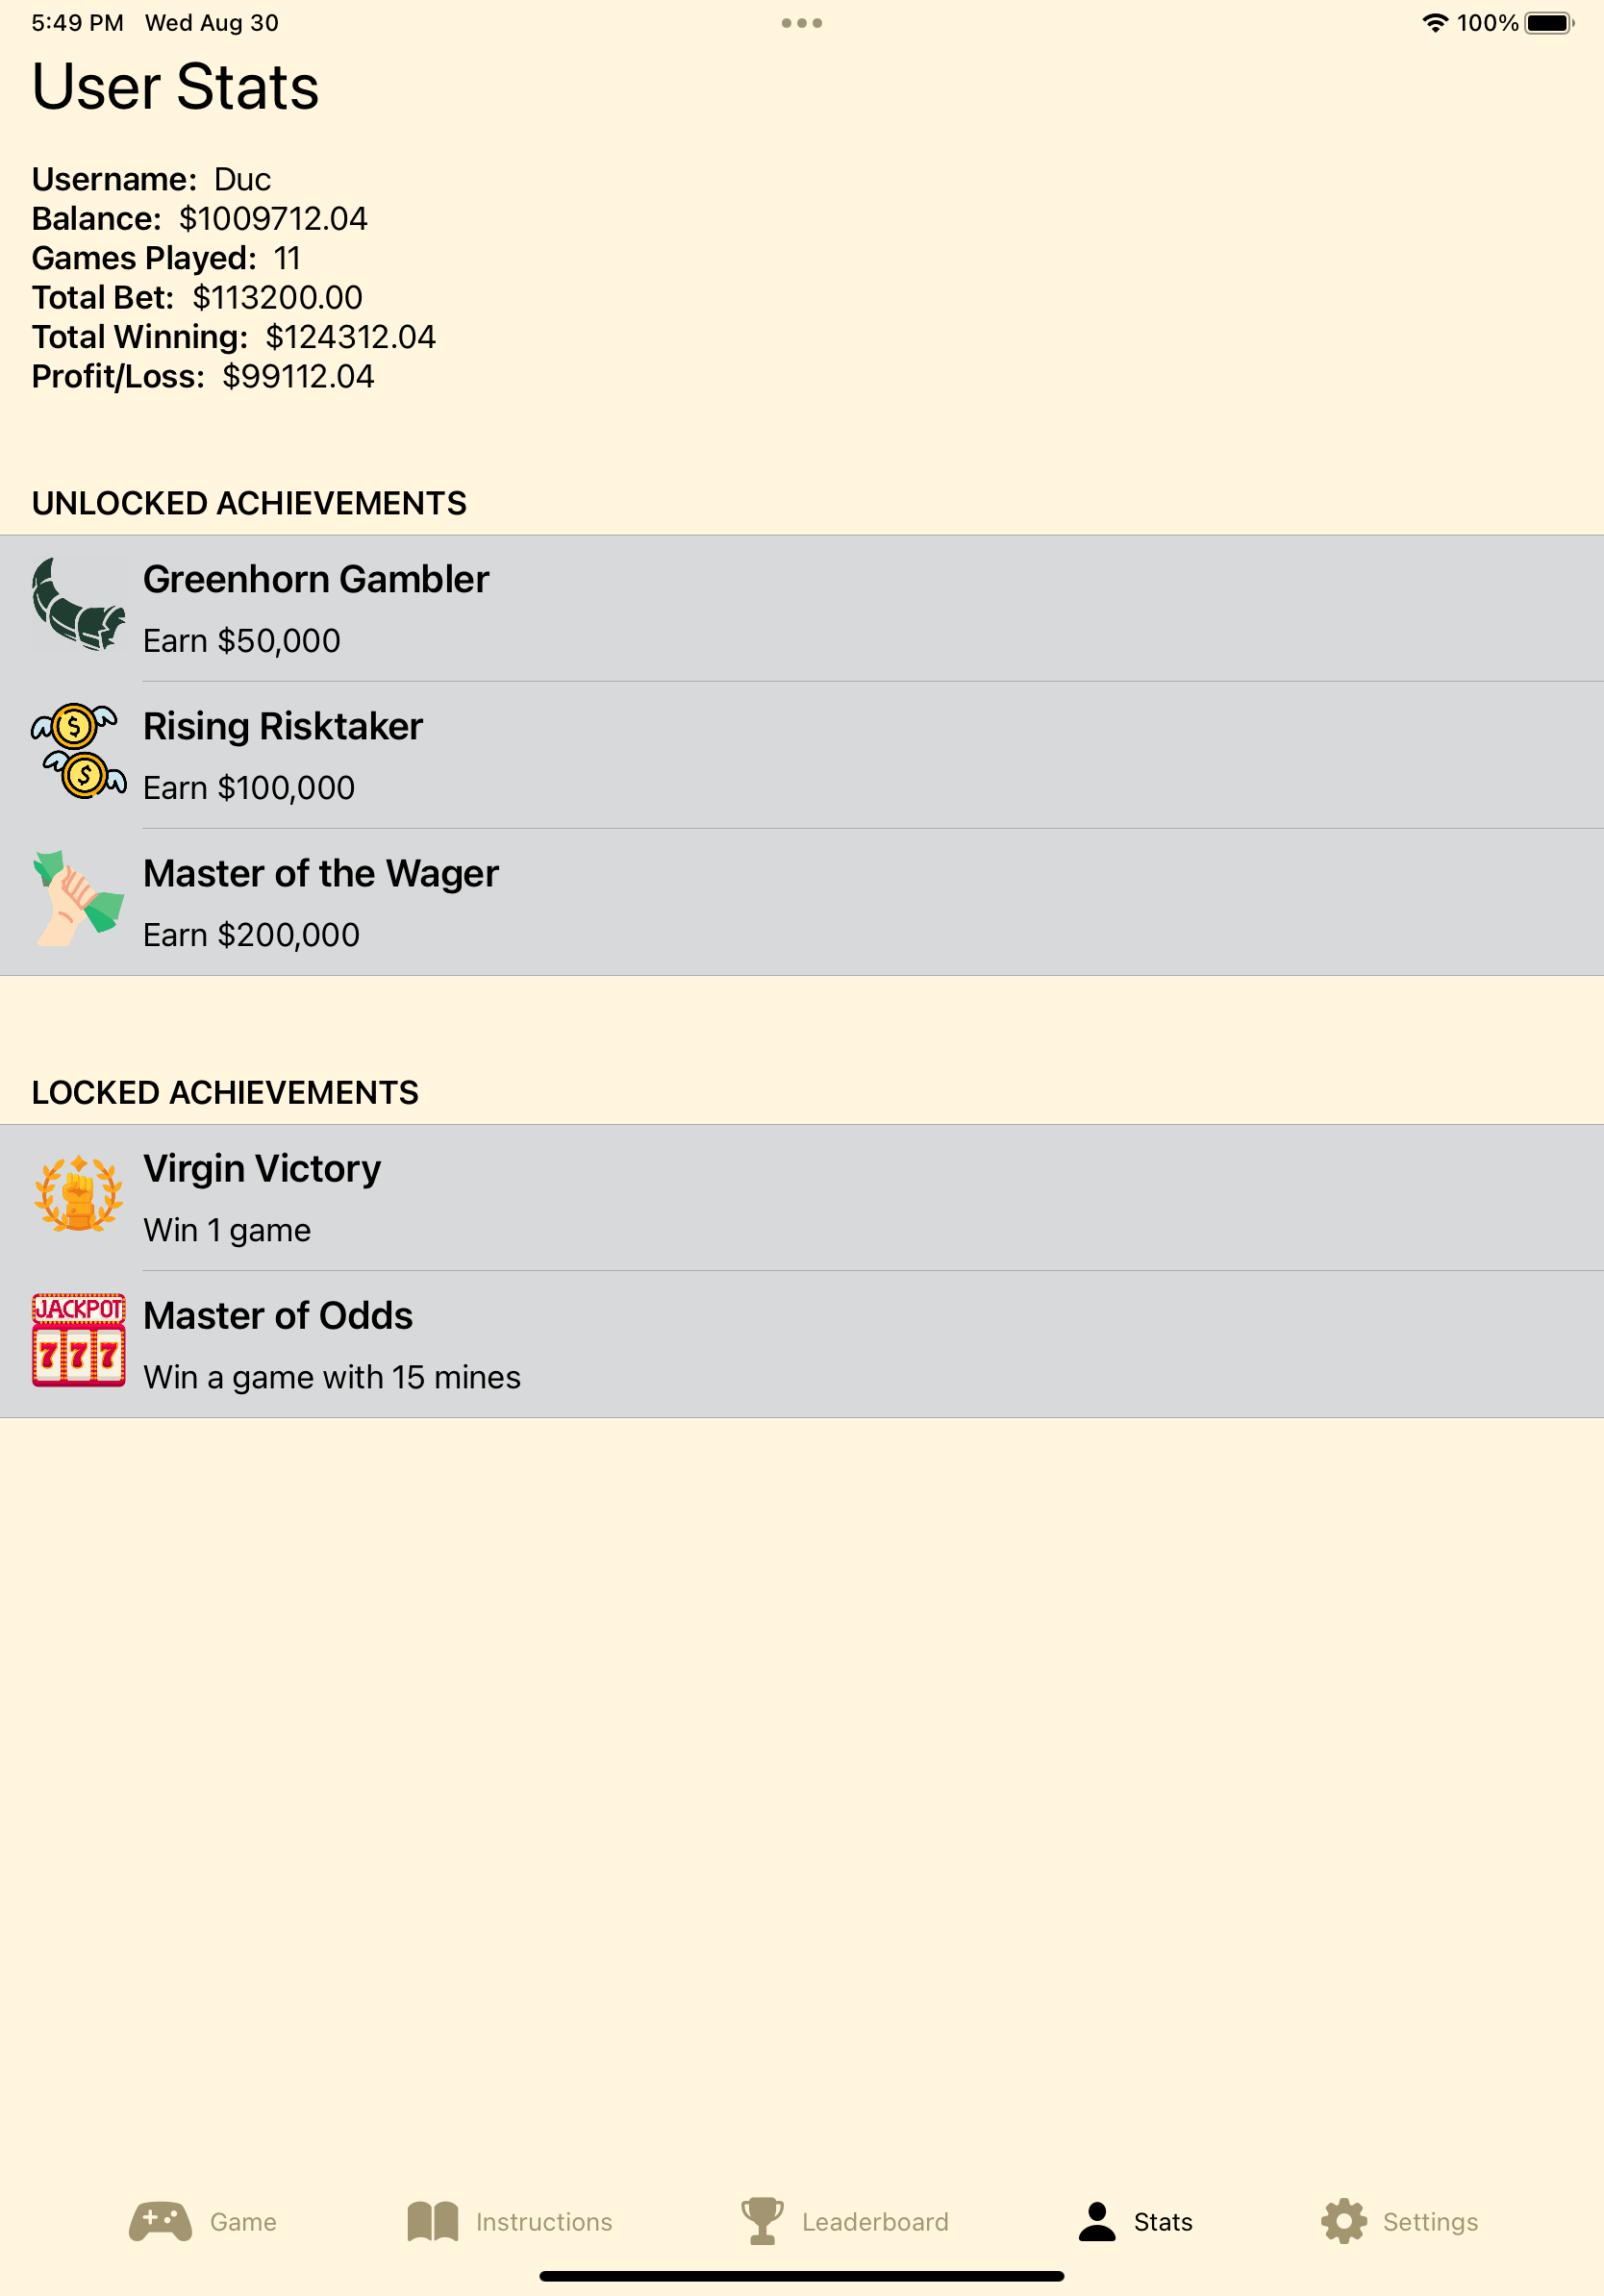 5:49 PM Wed Aug 30
100%
User Stats
Username: Duc
Balance: $1009712.04
Games Played: 11
Total Bet: $113200.00
Total Winning: $124312.04
Profit/Loss: $99112.04
UNLOCKED ACHIEVEMENTS
Greenhorn Gambler
Earn $50,000
Rising Risktaker
Earn $100,000
Master of the Wager
Earn $200,000
LOCKED ACHIEVEMENTS
Virgin Victory
Win 1 game
JACKPOT
777
Master of Odds
Win a game with 15 mines
Game Instructions Leaderboard Stats Settings